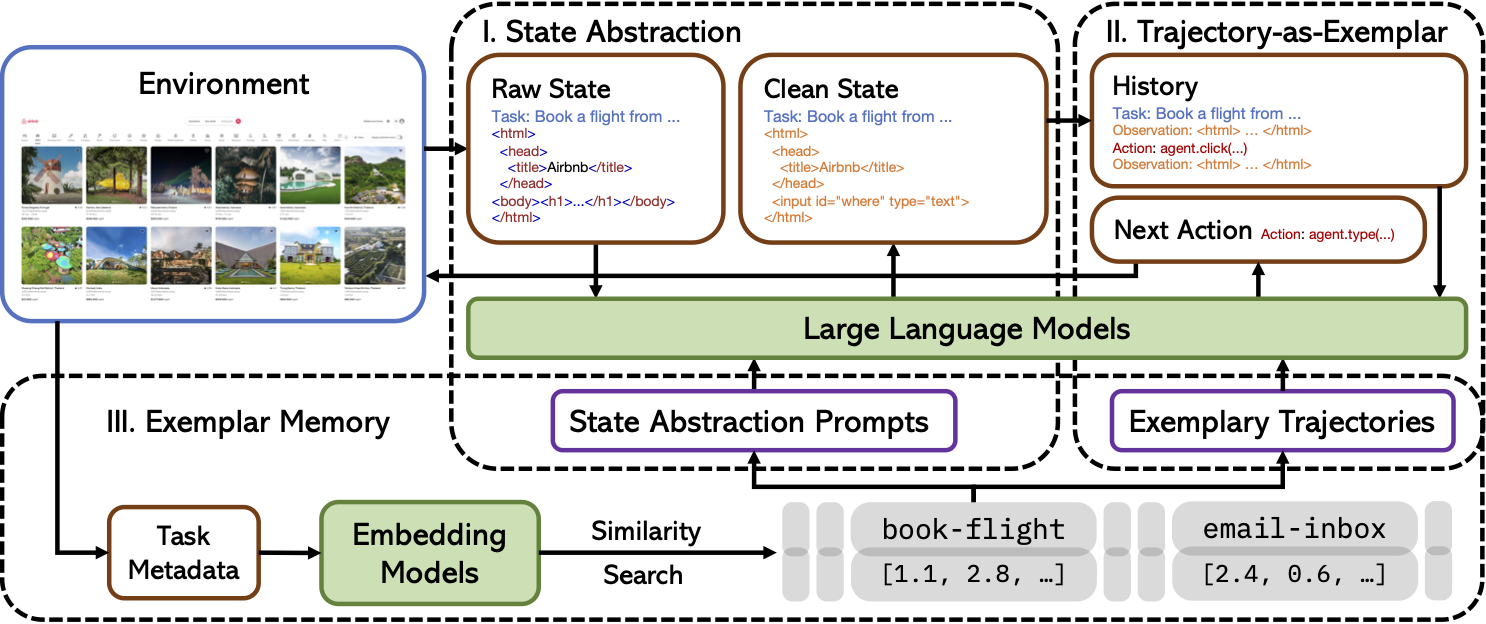 I. State Abstraction
II. Trajectory-as-Exemplar
Environment
airbnb
Raw State
Task: Book a flight from ...
<html>
<head>
<title>Airbnb</title>
</head>
<body><h1>...</h1></body>
</html>
Clean State
Task: Book a flight from ...
<html>
<head>
<title>Airbnb</title>
</head>
<input id="where" type="text">
</html>
History
Task: Book a flight from ...
Observation: <html> ... </html>
Action: agent.click(...)
Observation: <html> ... </html>
Next Action Action: agent.type(...)
Large Language Models
III. Exemplar Memory
State Abstraction Prompts
Exemplary Trajectories
Task
Metadata
Embedding
Models
Similarity
Search
book-flight
[1.1, 2.8, …]
email-inbox
[2.4, 0.6, …]